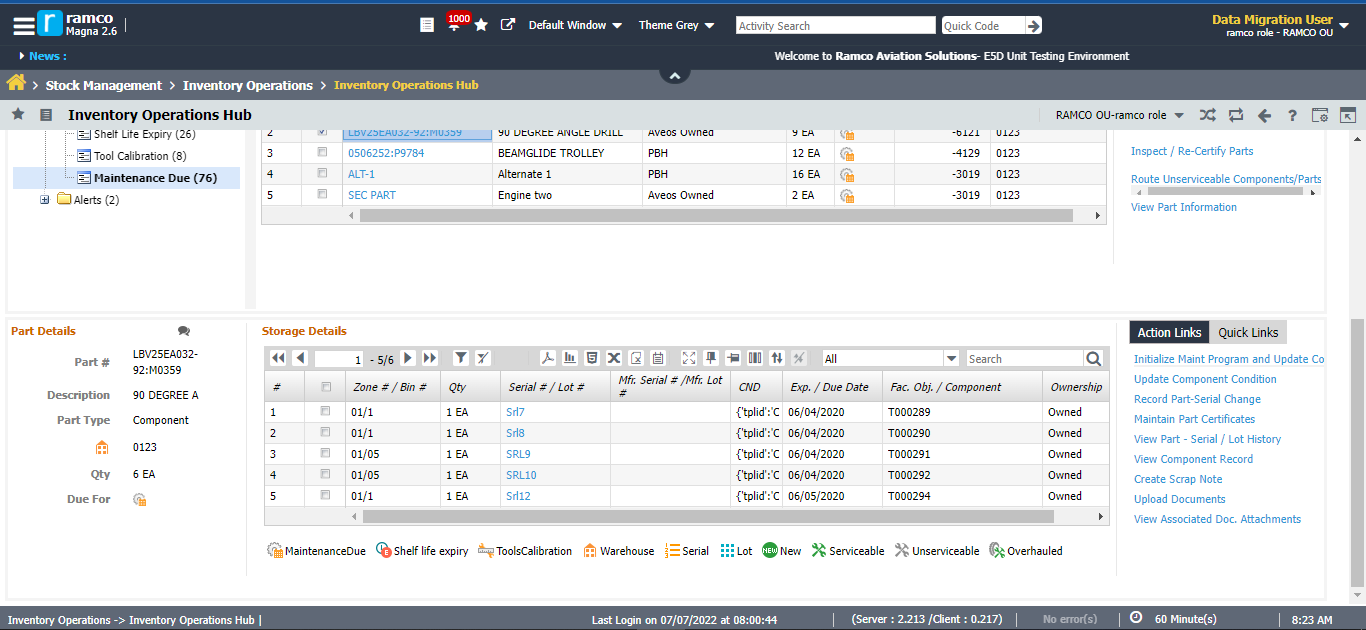 ramco
Magna 2.6
1000
Default Window
Theme Grey
Activity Search
Quick Code
Data Migration User
ramco role - RAMCO OU
News :
Welcome to Ramco Aviation Solutions- E5D Unit Testing Environment
> Stock Management > Inventory Operations > Inventory Operations Hub
Inventory Operations Hub
RAMCO OU-ramco role
Shelf Life Expiry (26)
Tool Calibration (8)
Maintenance Due (76)
Alerts (2)
2 LBV25EA032-92:M0359 90 DEGREE ANGLE DRILL Aveos Owned 9 EA -6121 0123
3 0506252:P9784 BEAMGLIDE TROLLEY PBH 12 EA -4129 0123
4 ALT-1 Alternate 1 PBH 16 EA -3019 0123
5 SEC PART Engine two Aveos Owned 2 EA -3019 0123
Inspect / Re-Certify Parts
Route Unserviceable Components/Parts
View Part Information
Part Details
Part # LBV25EA032-
92:M0359
Description 90 DEGREE A
Part Type Component
0123
Qty 6 EA
Due For
Storage Details
1 - 5/6
All
Search
# Zone # / Bin # Qty Serial # / Lot # Mfr. Serial # /Mfr. Lot # CND Exp. / Due Date Fac. Obj. / Component Ownership
1 01/1 1 EA Srl7 {'tplid':'C 06/04/2020 T000289 Owned
2 01/1 1 EA Srl8 {'tplid':'C 06/04/2020 T000290 Owned
3 01/05 1 EA SRL9 {'tplid':'C 06/04/2020 T000291 Owned
4 01/05 1 EA SRL10 {'tplid':'C 06/04/2020 T000292 Owned
5 01/1 1 EA Srl12 {'tplid':'C 06/05/2020 T000294 Owned
MaintenanceDue Shelf life expiry ToolsCalibration Warehouse Serial Lot NEW New Serviceable Unserviceable Overhauled
Action Links
Quick Links
Initialize Maint Program and Update Co
Update Component Condition
Record Part-Serial Change
Maintain Part Certificates
View Part - Serial / Lot History
View Component Record
Create Scrap Note
Upload Documents
View Associated Doc. Attachments
Inventory Operations -> Inventory Operations Hub |
Last Login on 07/07/2022 at 08:00:44
(Server : 2.213 /Client : 0.217)
No error(s)
60 Minute(s)
8:23 AM